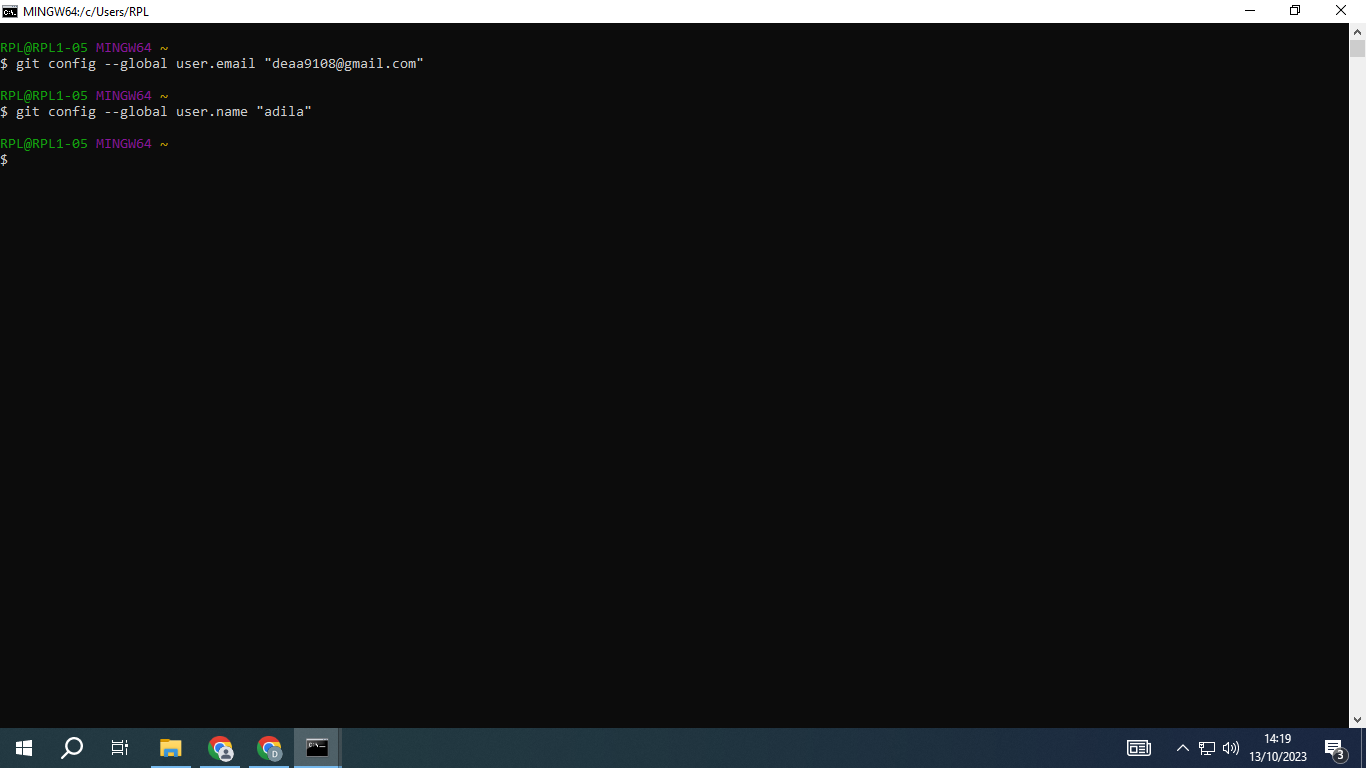 MINGW64:/c/Users/RPL
RPL@RPL1-05 MINGW64 ~
$ git config --global user.email "deaa9108@gmail.com"
RPL@RPL1-05 MINGW64 ~
$ git config --global user.name "adila"
RPL@RPL1-05 MINGW64 ~
$
C:\.
D
14:19
13/10/2023
3